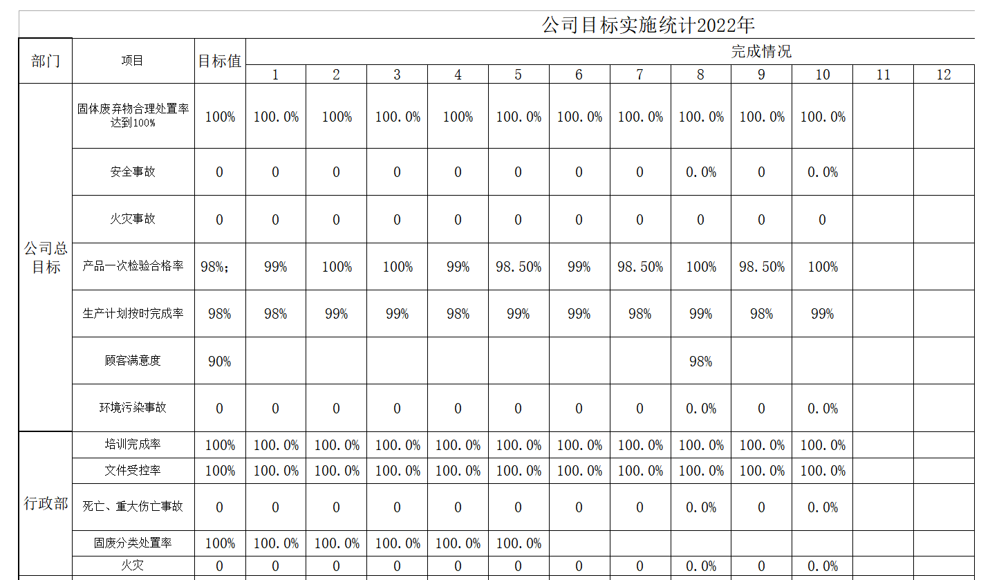 公司目标实施统计2022年
部门 项目 目标值 完成情况
1 2 3 4 5 6 7 8 9 10 11 12
公司总
目标
固体废弃物合理处置率
达到100%
100% 100.0% 100% 100.0% 100% 100.0% 100.0% 100.0% 100.0% 100.0% 100.0%
安全事故 0 0 0 0 0 0 0 0 0.0% 0 0.0%
火灾事故 0 0 0 0 0 0 0 0 0 0 0
产品一次检验合格率 98%; 99% 100% 100% 99% 98.50% 99% 98.50% 100% 98.50% 100%
生产计划按时完成率 98% 98% 99% 99% 98% 99% 99% 98% 99% 98% 99%
顾客满意度 90% 98%
环境污染事故 0 0 0 0 0 0 0 0 0.0% 0 0.0%
行政部
培训完成率 100% 100.0% 100.0% 100.0% 100.0% 100.0% 100.0% 100.0% 100.0% 100.0% 100.0%
文件受控率 100% 100.0% 100.0% 100.0% 100.0% 100.0% 100.0% 100.0% 100.0% 100.0% 100.0%
死亡、重大伤亡事故 0 0 0 0 0 0 0 0 0.0% 0 0.0%
固废分类处置率 100% 100.0% 100.0% 100.0% 100.0% 100.0%
火灾 0 0 0 0 0 0 0 0 0.0% 0 0.0%